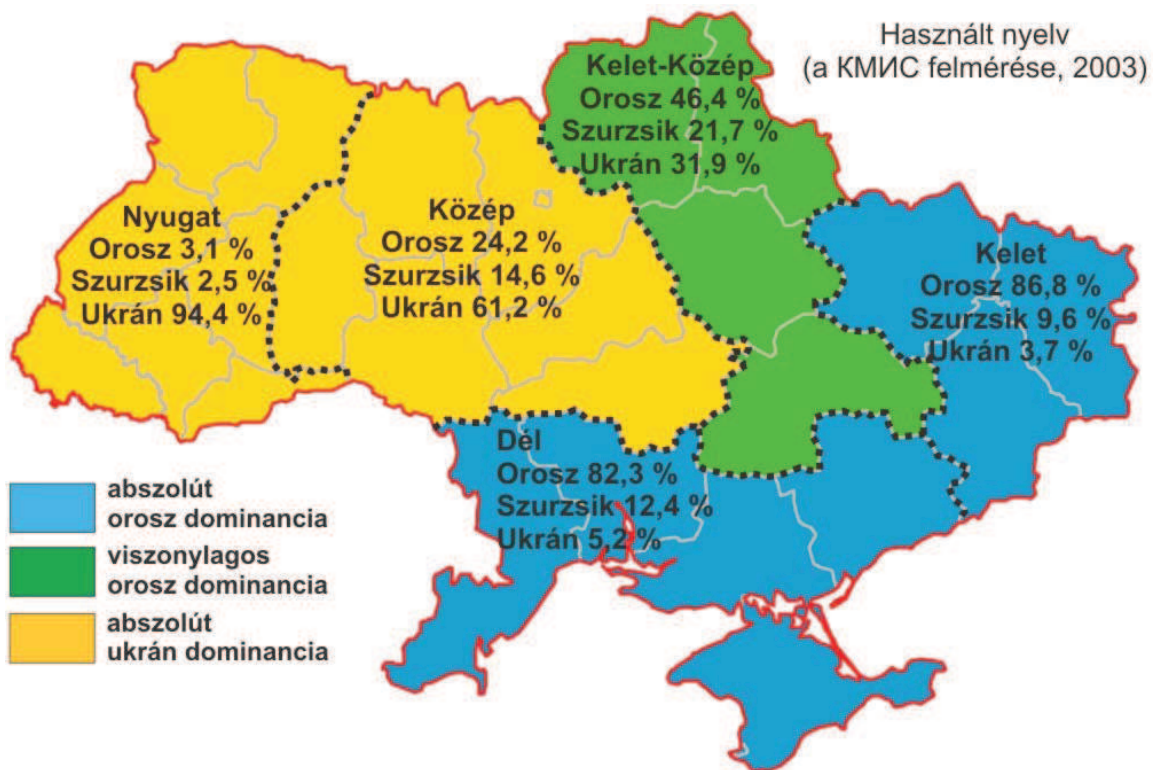 Használt nyelv
(a КМИС felmérése, 2003)
Kelet-Közép
Orosz 46,4 %
Szurzsik 21,7 %
Ukrán 31,9 %
Nyugat
Orosz 3,1 %
Szurzsik 2,5 %
Ukrán 94,4 %
Közép
Orosz 24,2 %
Szurzsik 14,6 %
Ukrán 61,2 %
Kelet
Orosz 86,8 %
Szurzsik 9,6 %
Ukrán 3,7 %
Dél
Orosz 82,3 %
Szurzsik 12,4 %
Ukrán 5,2 %
abszolút
orosz dominancia
viszonylagos
orosz dominancia
abszolút
ukrán dominancia